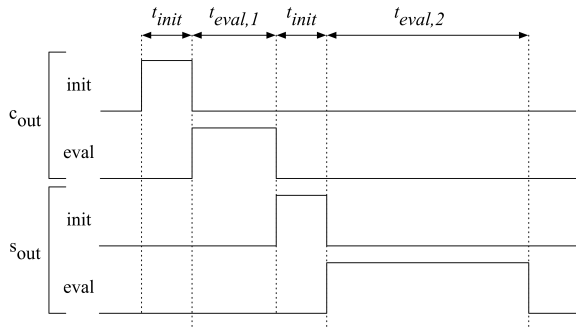 t_init t_eval,1 t_init t_eval,2
init
c_out
eval
init
s_out
eval